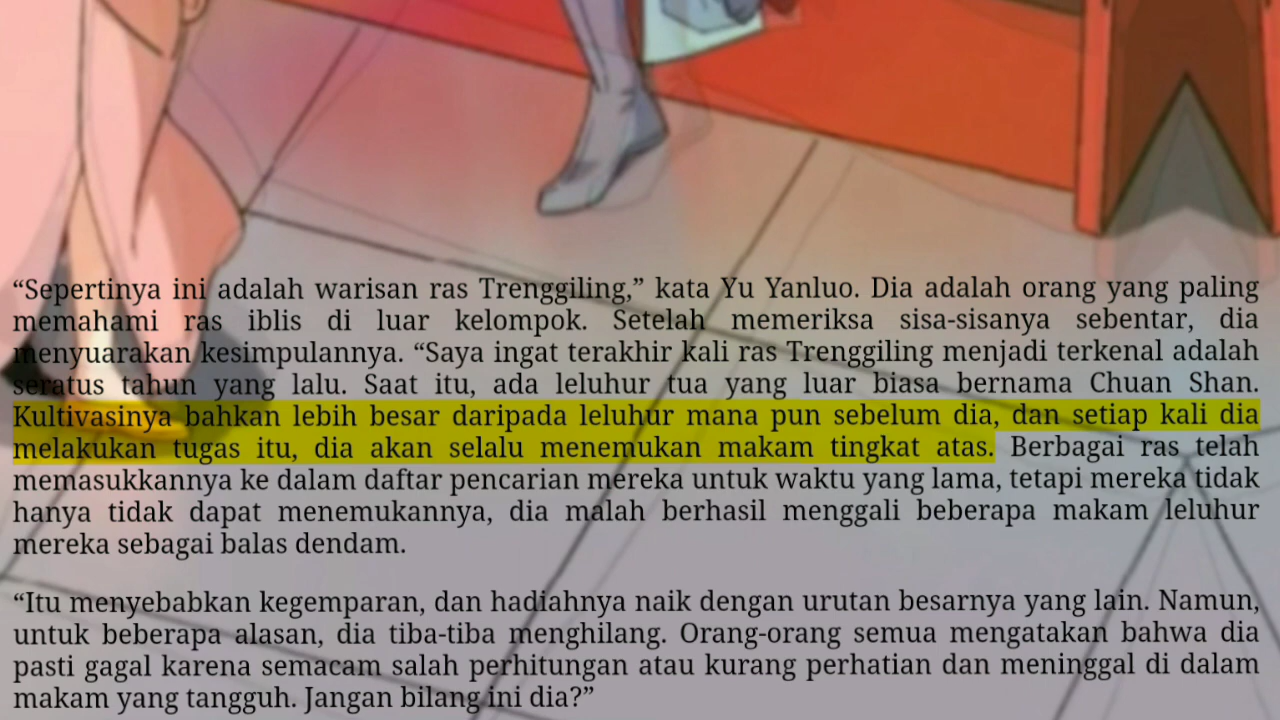 “Sepertinya ini adalah warisan ras Trenggiling,” kata Yu Yanluo. Dia adalah orang yang paling
memahami ras iblis di luar kelompok. Setelah memeriksa sisa-sisanya sebentar, dia
menyuarakan kesimpulannya. “Saya ingat terakhir kali ras Trenggiling menjadi terkenal adalah
seratus tahun yang lalu. Saat itu, ada leluhur tua yang luar biasa bernama Chuan Shan.
Kultivasinya bahkan lebih besar daripada leluhur mana pun sebelum dia, dan setiap kali dia
melakukan tugas itu, dia akan selalu menemukan makam tingkat atas. Berbagai ras telah
memasukkannya ke dalam daftar pencarian mereka untuk waktu yang lama, tetapi mereka tidak
hanya tidak dapat menemukannya, dia malah berhasil menggali beberapa makam leluhur
mereka sebagai balas dendam.
“Itu menyebabkan kegemparan, dan hadiahnya naik dengan urutan besarnya yang lain. Namun,
untuk beberapa alasan, dia tiba-tiba menghilang. Orang-orang semua mengatakan bahwa dia
pasti gagal karena semacam salah perhitungan atau kurang perhatian dan meninggal di dalam
makam yang tangguh. Jangan bilang ini dia?”